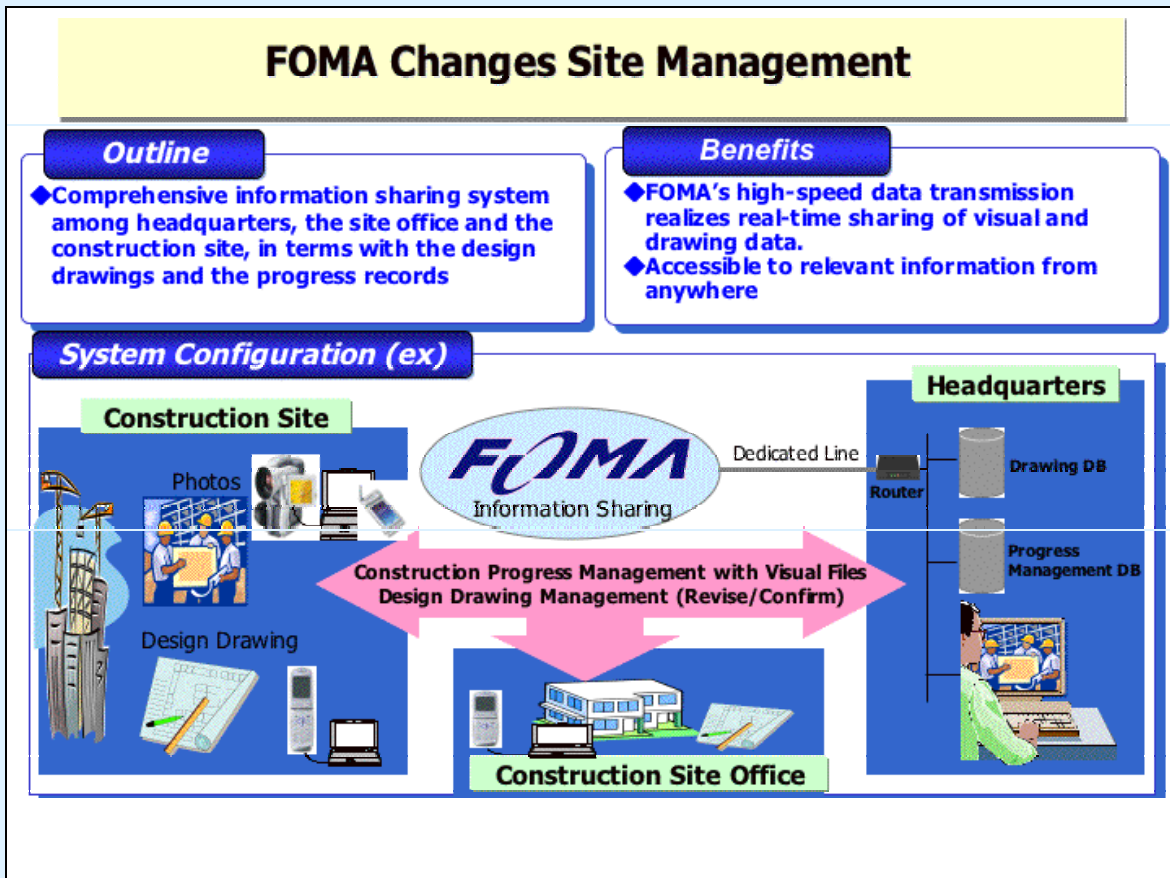 FOMA Changes Site Management
Outline
◆Comprehensive information sharing system
among headquarters, the site office and the
construction site, in terms with the design
drawings and the progress records
Benefits
◆FOMA's high-speed data transmission
realizes real-time sharing of visual and
drawing data.
◆Accessible to relevant information from
anywhere
System Configuration (ex)
Construction Site
Photos
Design Drawing
FOMA
Information Sharing
Dedicated Line
Router
Headquarters
Drawing DB
Progress
Management DB
Construction Progress Management with Visual Files
Design Drawing Management (Revise/Confirm)
Construction Site Office